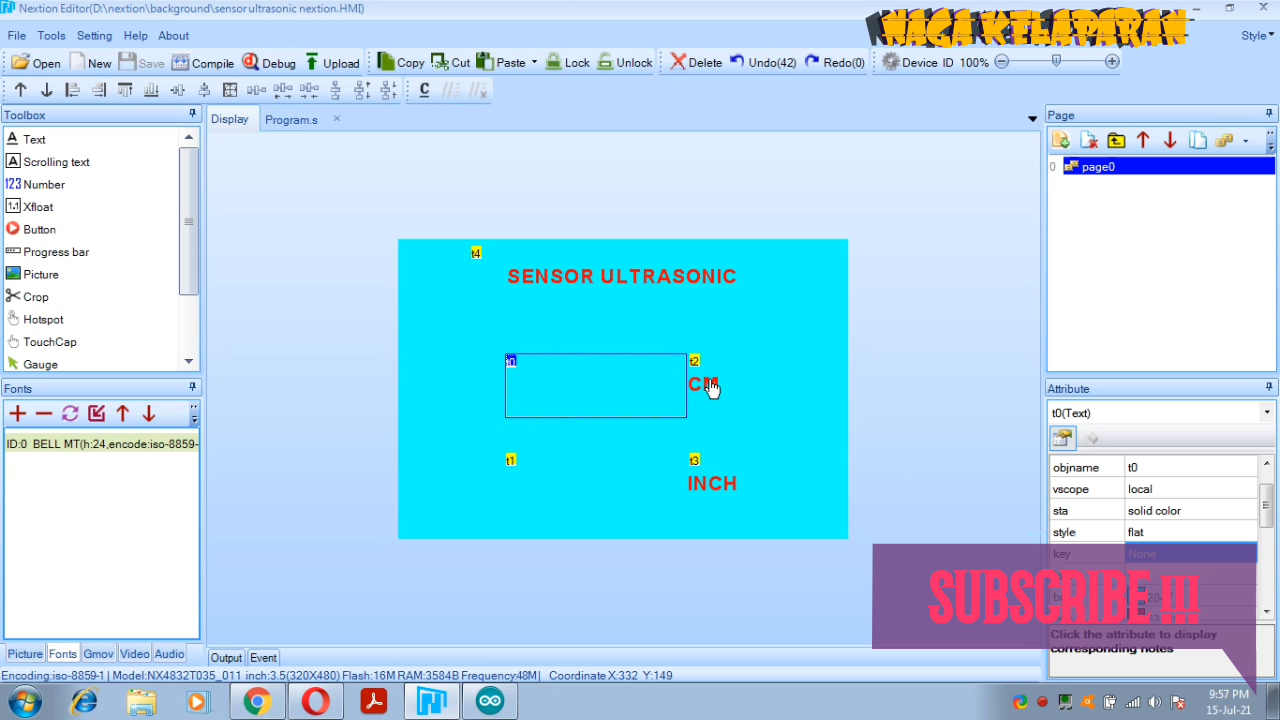 Nextion Editor(D:\nextion\background\sensor ultrasonic nextion.HMI)
NAGA KELAPARAN
File Tools Setting Help About
Style
Open New Save Compile Debug Upload Copy Cut Paste Lock Unlock Delete Undo(42) Redo(0) Device ID 100%
C
Toolbox
Display Program.s
Page
A Text
A Scrolling text
123 Number
1.1 Xfloat
Button
Progress bar
Picture
Crop
Hotspot
TouchCap
Gauge
0 page0
t4
SENSOR ULTRASONIC
t0
t2
CM
t1
t3
INCH
Fonts
ID:0 BELL MT(h:24,encode:iso-8859-
Picture Fonts Gmov Video Audio
Output Event
Attribute
t0(Text)
objname t0
vscope local
sta solid color
style flat
key None
SUBSCRIBE !!!
Click the attribute to display
corresponding notes
Encoding:iso-8859-1 | Model:NX4832T035_011 inch:3.5(320X480) Flash:16M RAM:3584B Frequency:48M | Coordinate X:332 Y:149
9:57 PM
15-Jul-21